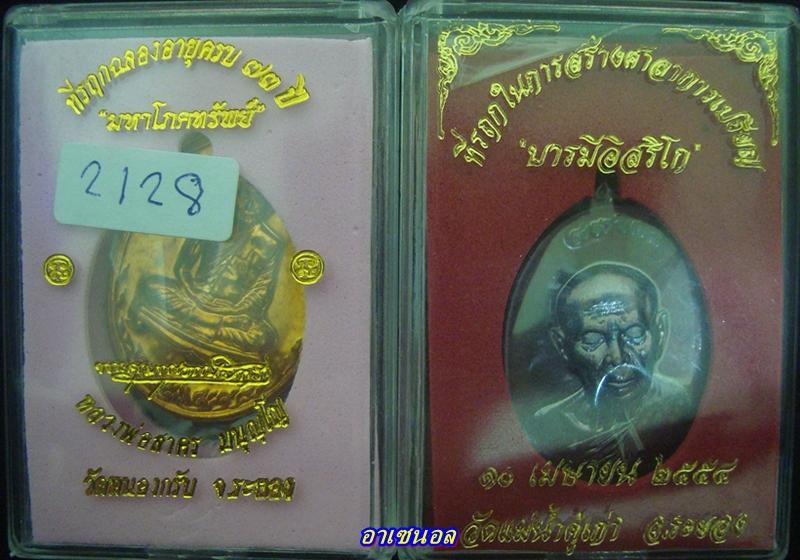 ที่ระฤกฉลองอายุครบ ๗๓ ปี
"มหาโภคทรัพย์"
2128
หลวงพ่อสาคร มนุญฺโญ
วัดหนองกรับ จ.ระยอง
ที่ระฤกในการสร้างศาลาการเปรียญ
"บารมีอิสริโก"
๑๐ เมษายน ๒๕๕๔
วัดแม่น้ำคู้เก่า จ.ระยอง
อาเซนอล